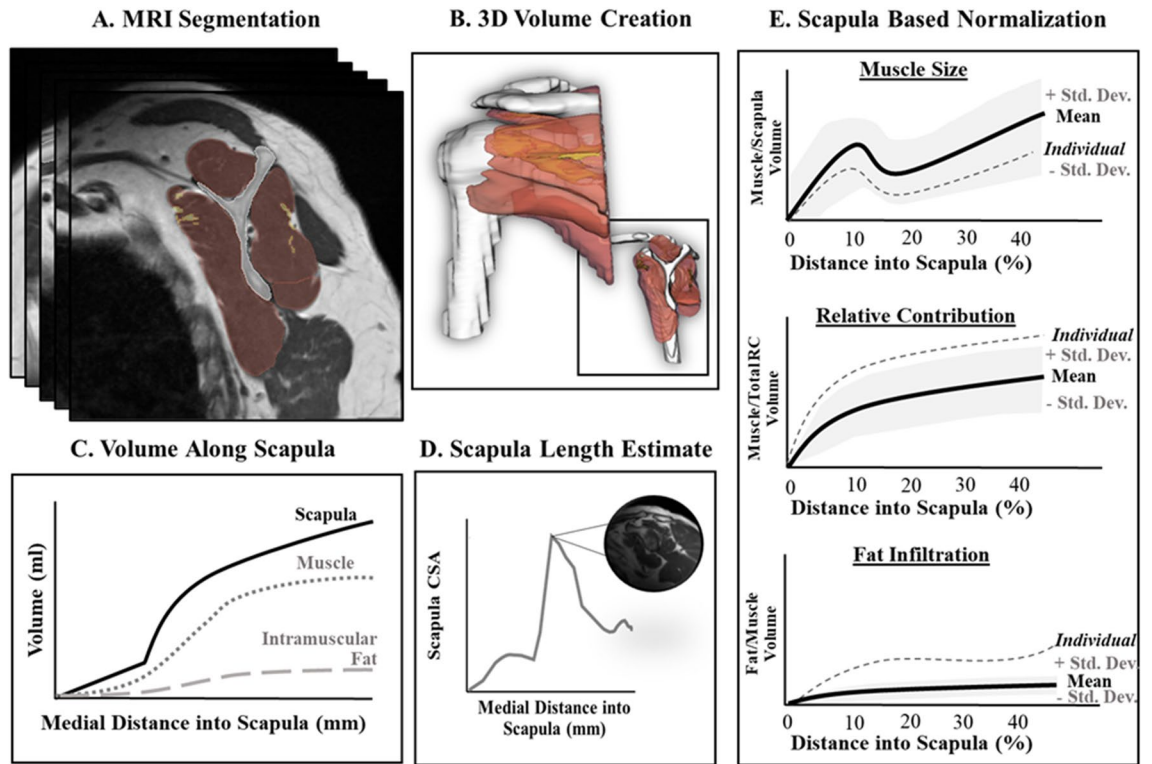 A. MRI Segmentation
B. 3D Volume Creation
C. Volume Along Scapula
Volume (ml)
Scapula
Muscle
Intramuscular
Fat
Medial Distance into Scapula (mm)
D. Scapula Length Estimate
Scapula CSA
Medial Distance into
Scapula (mm)
E. Scapula Based Normalization
Muscle Size
Muscle/Scapula
Volume
+ Std. Dev.
Mean
Individual
- Std. Dev.
0 10 20 30 40
Distance into Scapula (%)
Relative Contribution
Muscle/TotalRC
Volume
Individual
+ Std. Dev.
Mean
- Std. Dev.
0 10 20 30 40
Distance into Scapula (%)
Fat Infiltration
Fat/Muscle
Volume
Individual
+ Std. Dev.
Mean
- Std. Dev.
0 10 20 30 40
Distance into Scapula (%)